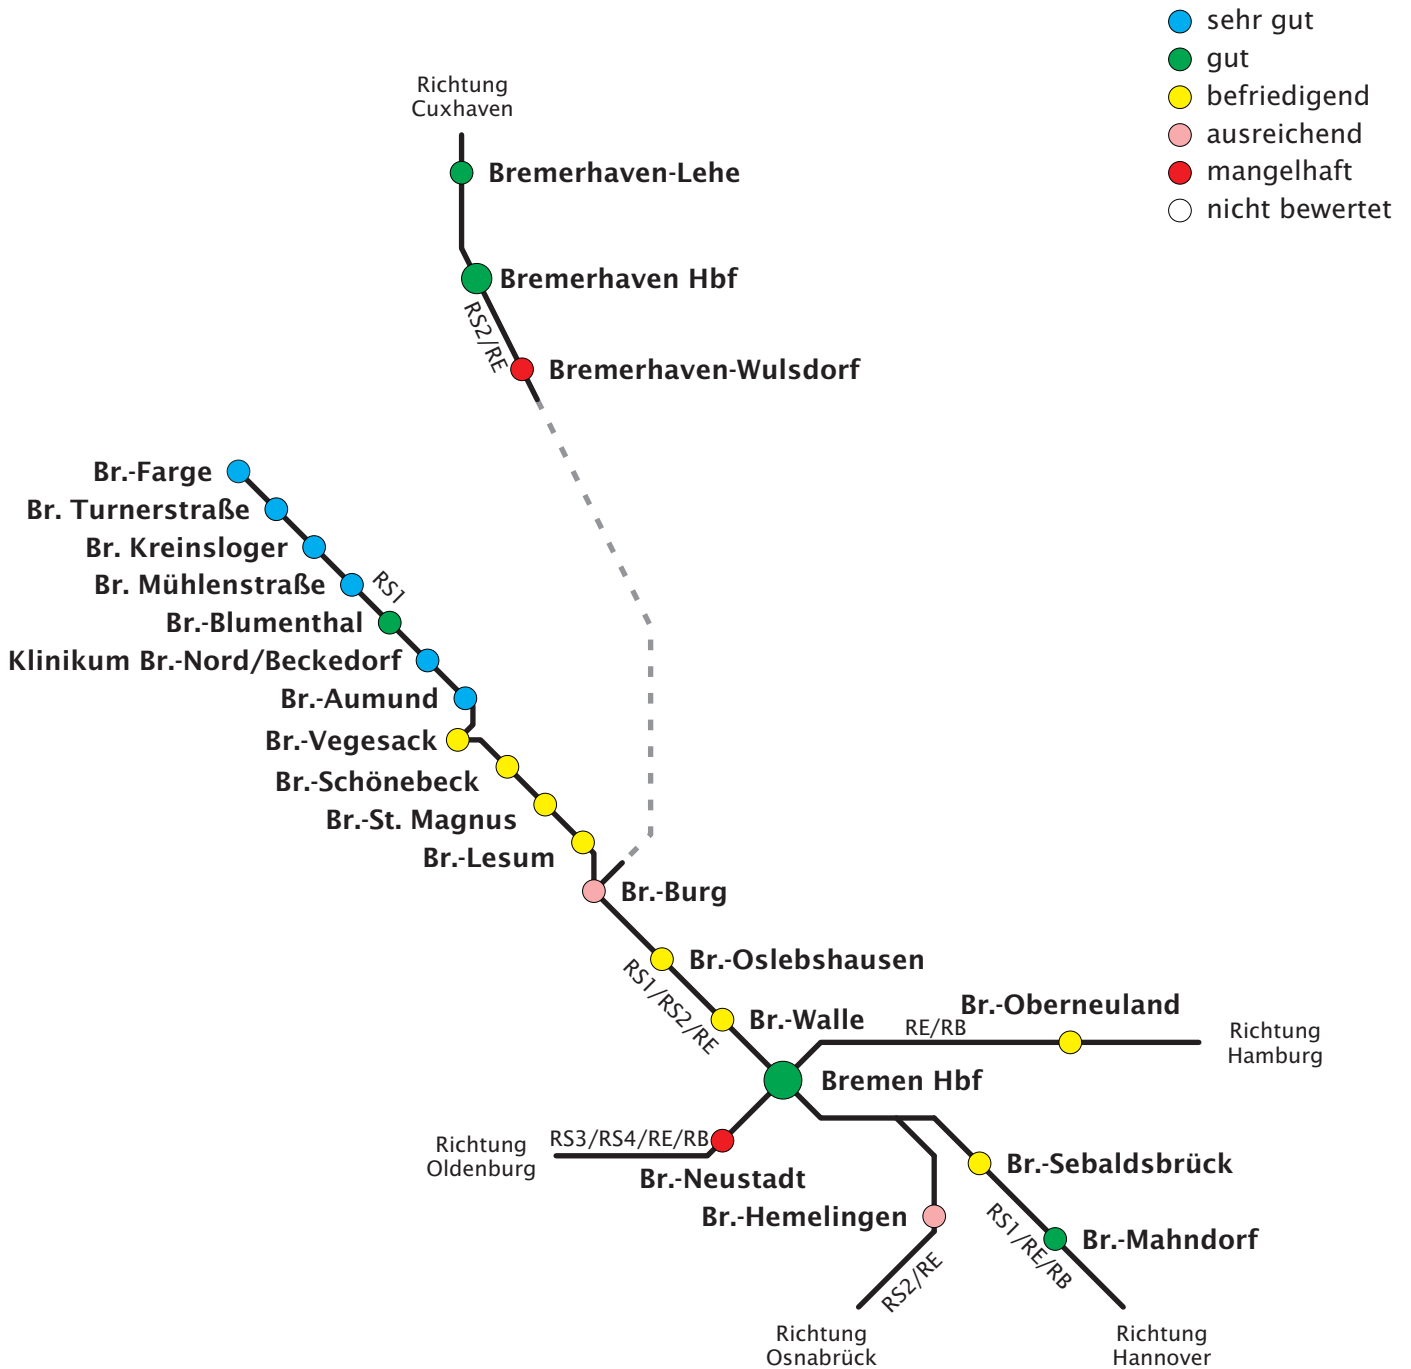 sehr gut
gut
befriedigend
ausreichend
mangelhaft
nicht bewertet
Richtung
Cuxhaven
Bremerhaven-Lehe
Bremerhaven Hbf
RS2/RE
Bremerhaven-Wulsdorf
Br.-Farge
Br. Turnerstraße
Br. Kreinsloger
Br. Mühlenstraße
RS1
Br.-Blumenthal
Klinikum Br.-Nord/Beckedorf
Br.-Aumund
Br.-Vegesack
Br.-Schönebeck
Br.-St. Magnus
Br.-Lesum
Br.-Burg
Br.-Oslebshausen
RS1/RS2/RE
Br.-Walle
Br.-Oberneuland
RE/RB
Richtung
Hamburg
Bremen Hbf
Richtung
Oldenburg
RS3/RS4/RE/RB
Br.-Neustadt
Br.-Sebaldsbrück
Br.-Hemelingen
RS1/RE/RB
Br.-Mahndorf
RS2/RE
Richtung
Osnabrück
Richtung
Hannover